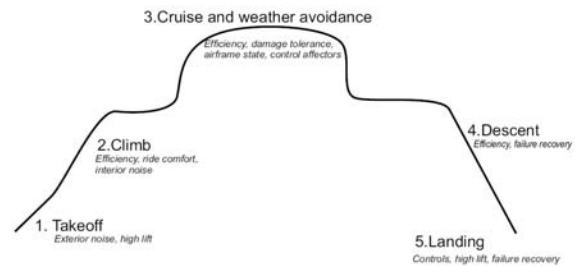 3.Cruise and weather avoidance
Efficiency, damage tolerance,
airframe state, control affectors
2.Climb
Efficiency, ride comfort,
interior noise
4.Descent
Efficiency, failure recovery
1. Takeoff
Exterior noise, high lift
5.Landing
Controls, high lift, failure recovery